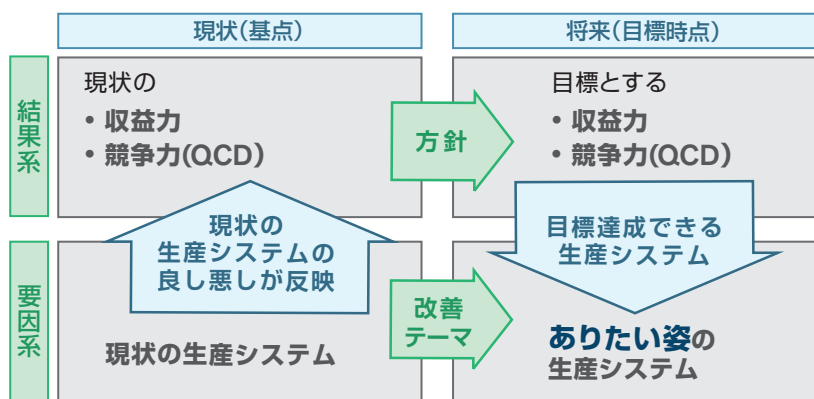 現状(基点)
将来(目標時点)
結果系
現状の
• 収益力
• 競争力(QCD)
方針
目標とする
• 収益力
• 競争力(QCD)
現状の
生産システムの
良し悪しが反映
目標達成できる
生産システム
要因系
現状の生産システム
改善
テーマ
ありたい姿の
生産システム